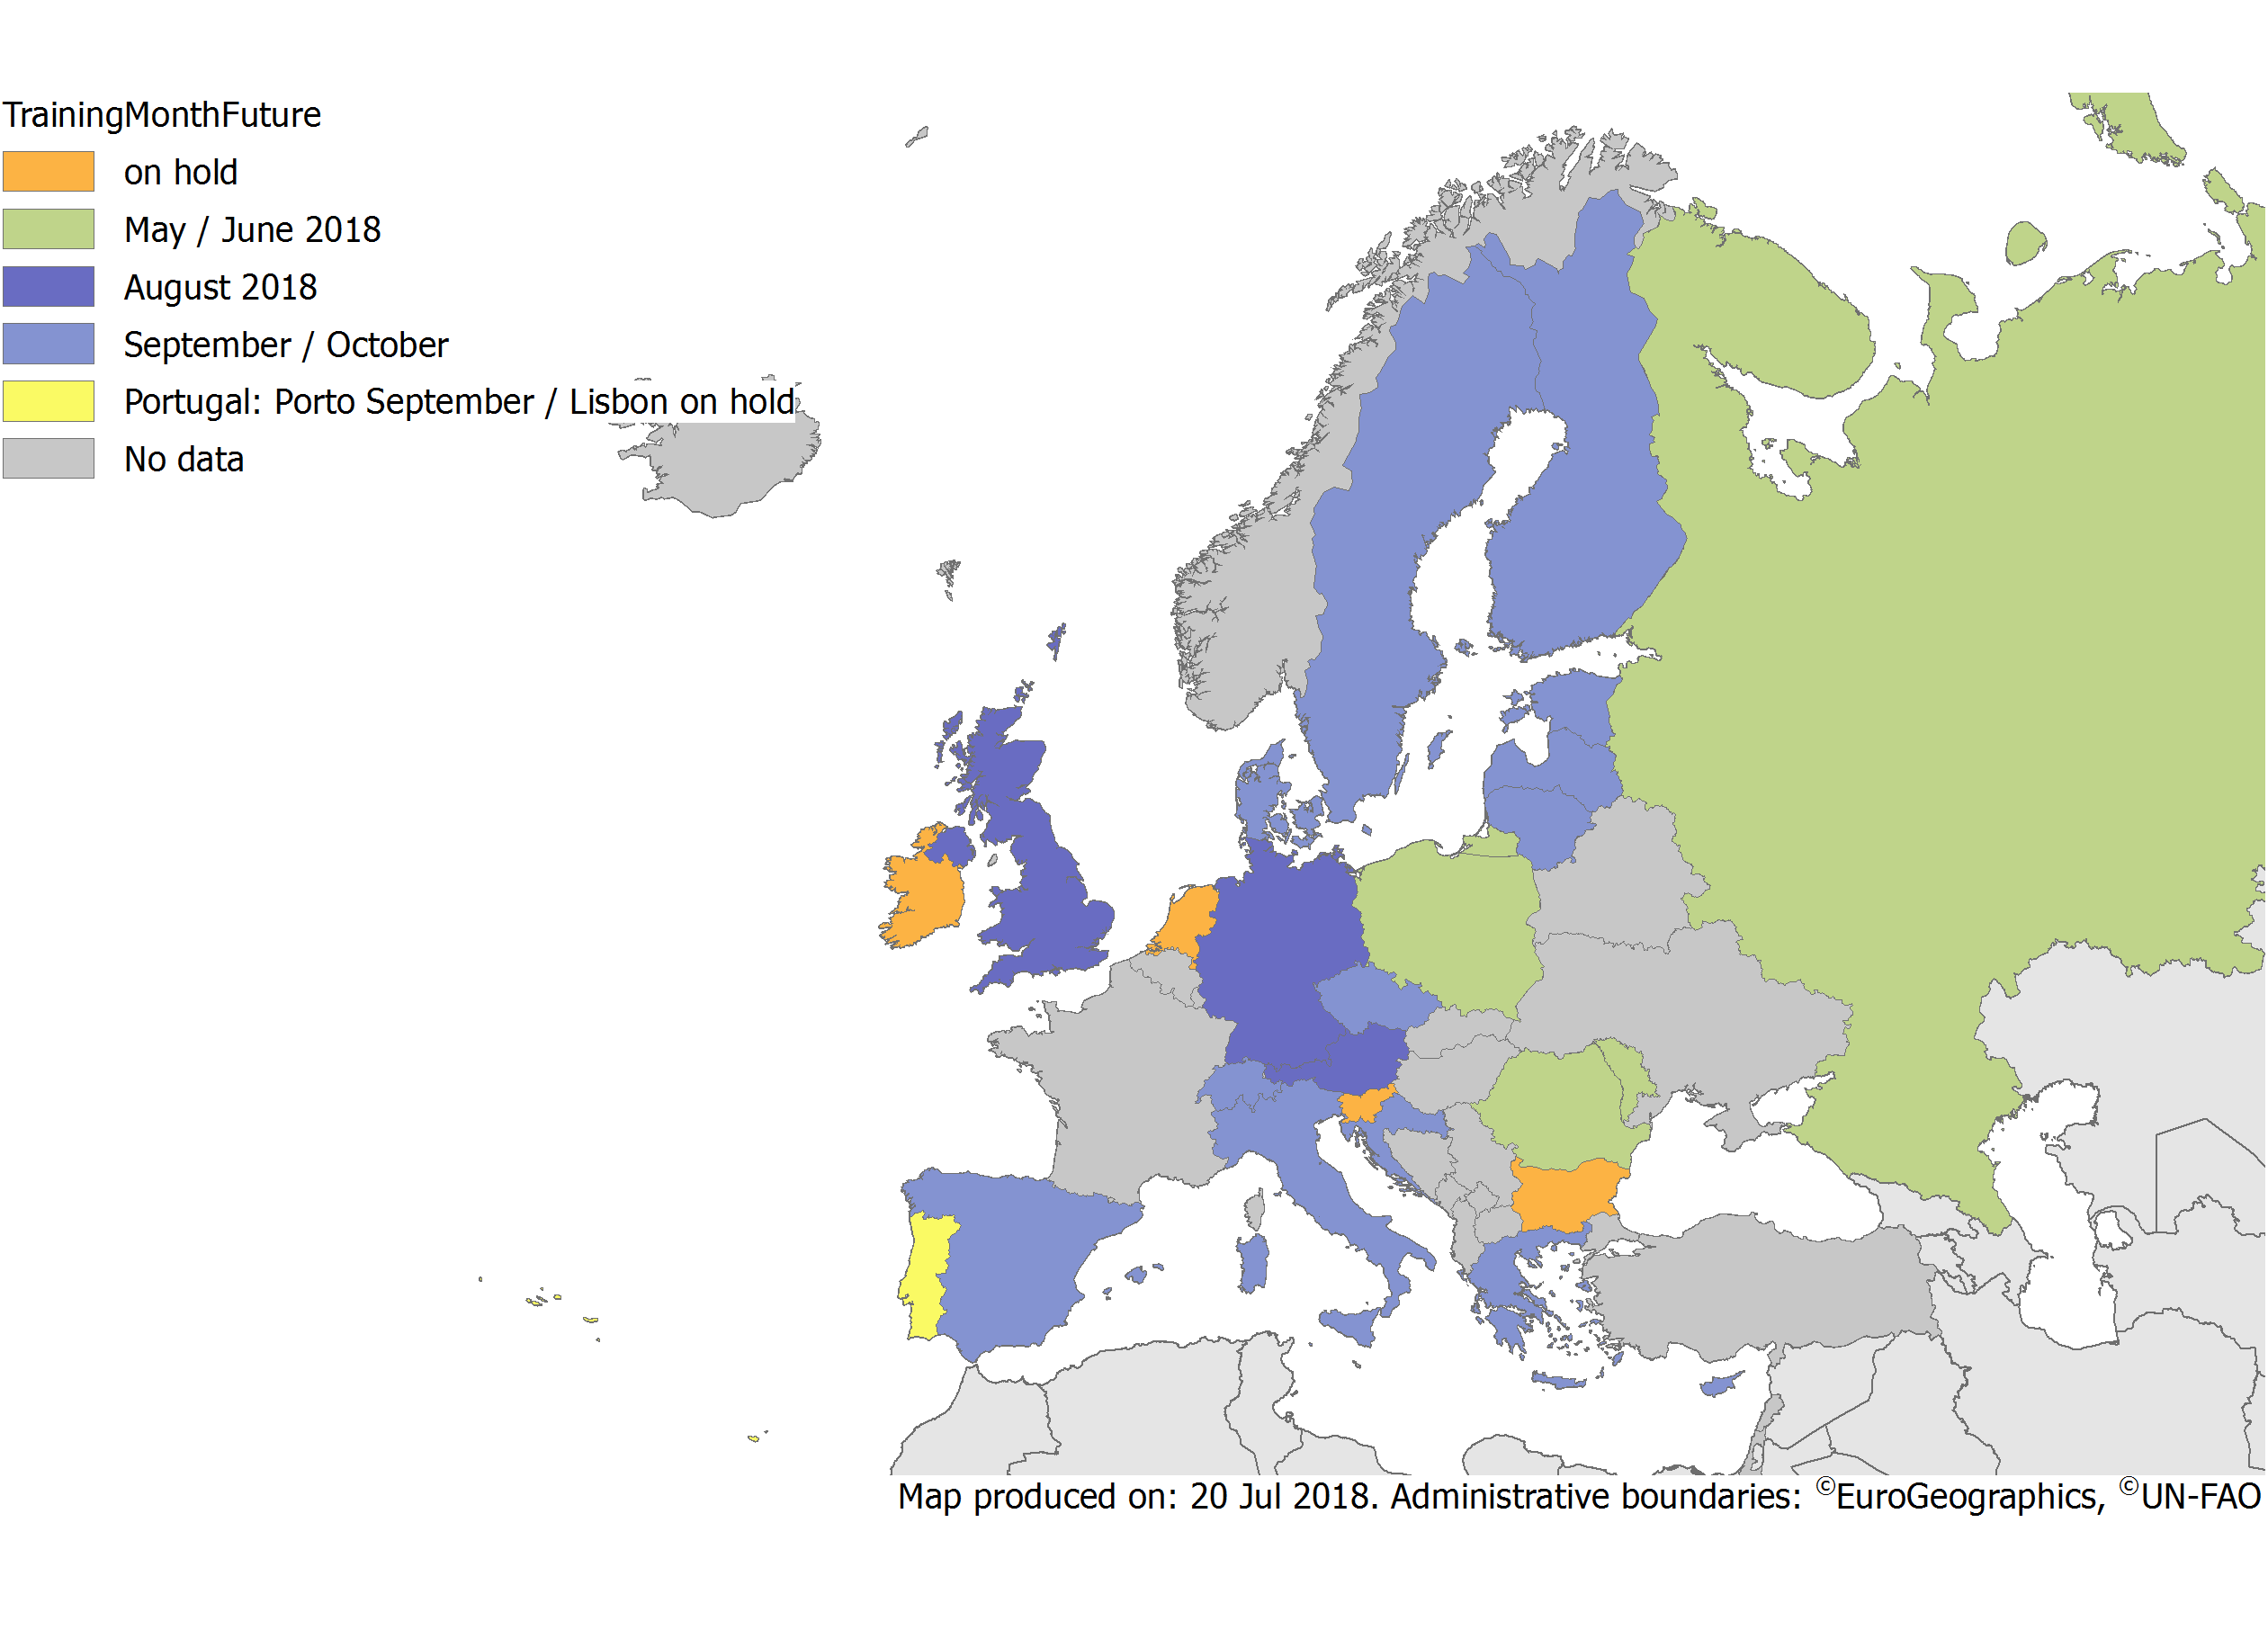 TrainingMonthFuture
on hold
May / June 2018
August 2018
September / October
Portugal: Porto September / Lisbon on hold
No data
Map produced on: 20 Jul 2018. Administrative boundaries: ©EuroGeographics, ©UN-FAO